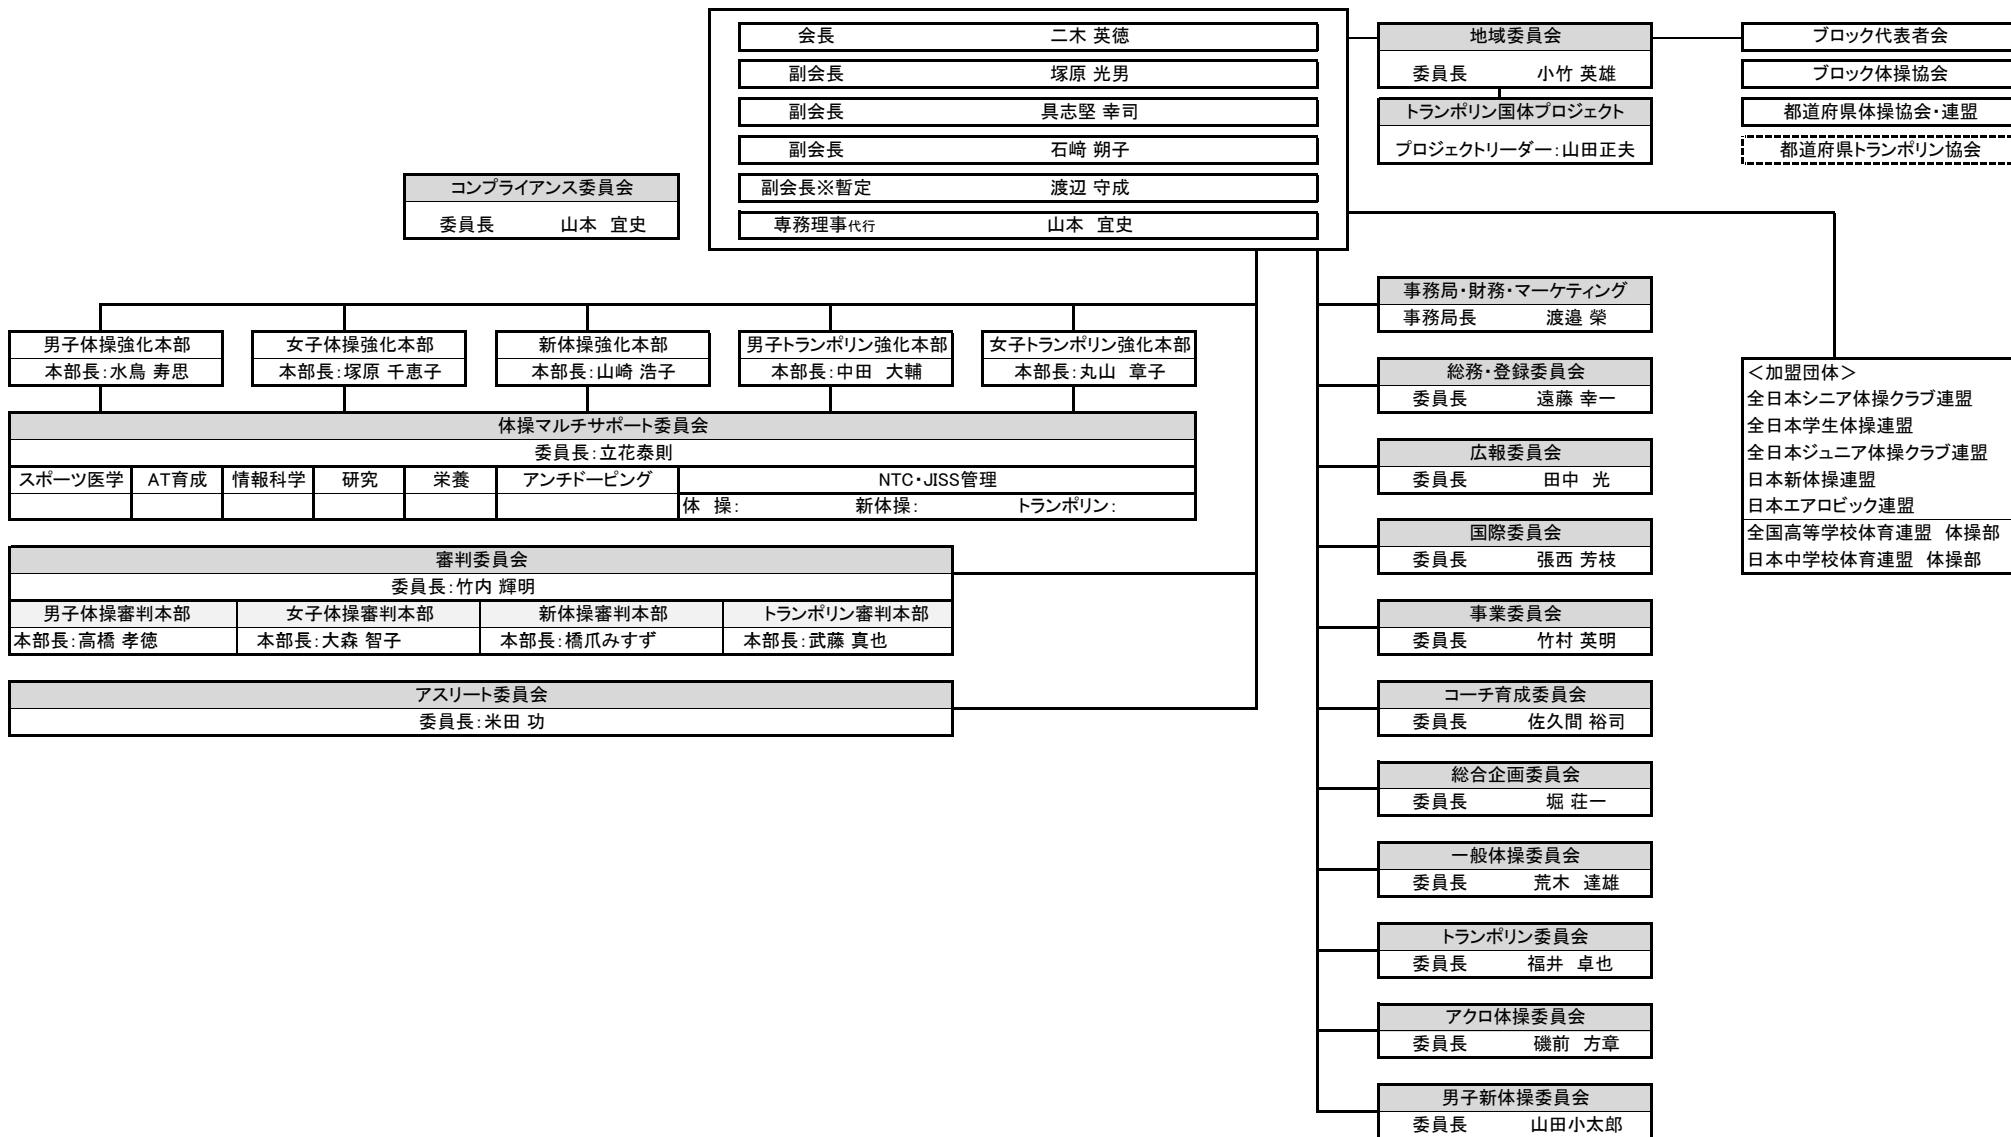 会長 二木 英徳
副会長 塚原 光男
副会長 具志堅 幸司
副会長 石﨑 朔子
副会長※暫定 渡辺 守成
専務理事代行 山本 宜史
地域委員会
委員長 小竹 英雄
トランポリン国体プロジェクト
プロジェクトリーダー:山田正夫
ブロック代表者会
ブロック体操協会
都道府県体操協会・連盟
都道府県トランポリン協会
コンプライアンス委員会
委員長 山本 宜史
男子体操強化本部
本部長:水鳥 寿思
女子体操強化本部
本部長:塚原 千恵子
新体操強化本部
本部長:山﨑 浩子
男子トランポリン強化本部
本部長:中田 大輔
女子トランポリン強化本部
本部長:丸山 章子
体操マルチサポート委員会
委員長:立花泰則
スポーツ医学 AT育成 情報科学 研究 栄養 アンチドーピング NTC・JISS管理
体 操: 新体操: トランポリン:
審判委員会
委員長:竹内 輝明
男子体操審判本部 女子体操審判本部 新体操審判本部 トランポリン審判本部
本部長:高橋 孝徳 本部長:大森 智子 本部長:橋爪みすず 本部長:武藤 真也
アスリート委員会
委員長:米田 功
事務局・財務・マーケティング
事務局長 渡邉 榮
総務・登録委員会
委員長 遠藤 幸一
広報委員会
委員長 田中 光
国際委員会
委員長 張西 芳枝
事業委員会
委員長 竹村 英明
コーチ育成委員会
委員長 佐久間 裕司
総合企画委員会
委員長 堀 荘一
一般体操委員会
委員長 荒木 達雄
トランポリン委員会
委員長 福井 卓也
アクロ体操委員会
委員長 磯前 方章
男子新体操委員会
委員長 山田小太郎
＜加盟団体＞
全日本シニア体操クラブ連盟
全日本学生体操連盟
全日本ジュニア体操クラブ連盟
日本新体操連盟
日本エアロビック連盟
全国高等学校体育連盟 体操部
日本中学校体育連盟 体操部